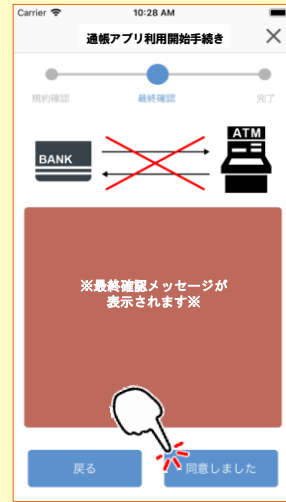 Carrier 10:28 AM
通帳アプリ利用開始手続き
規約確認 最終確認 完了
BANK
ATM
※最終確認メッセージが
表示されます※
戻る 同意しました